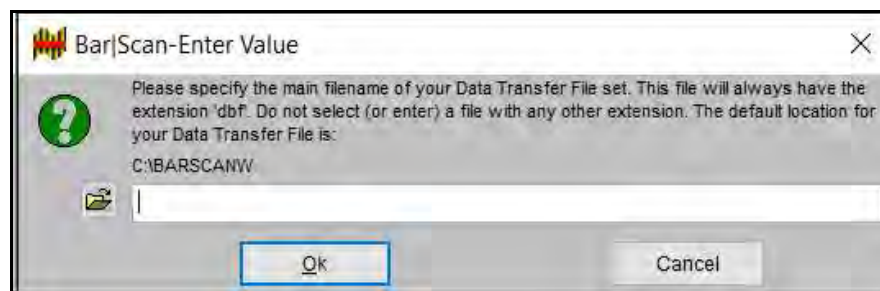 Bar|Scan-Enter Value
Please specify the main filename of your Data Transfer File set. This file will always have the
extension 'dbf'. Do not select (or enter) a file with any other extension. The default location for
your Data Transfer File is:
C:\BARSCANW
Ok
Cancel